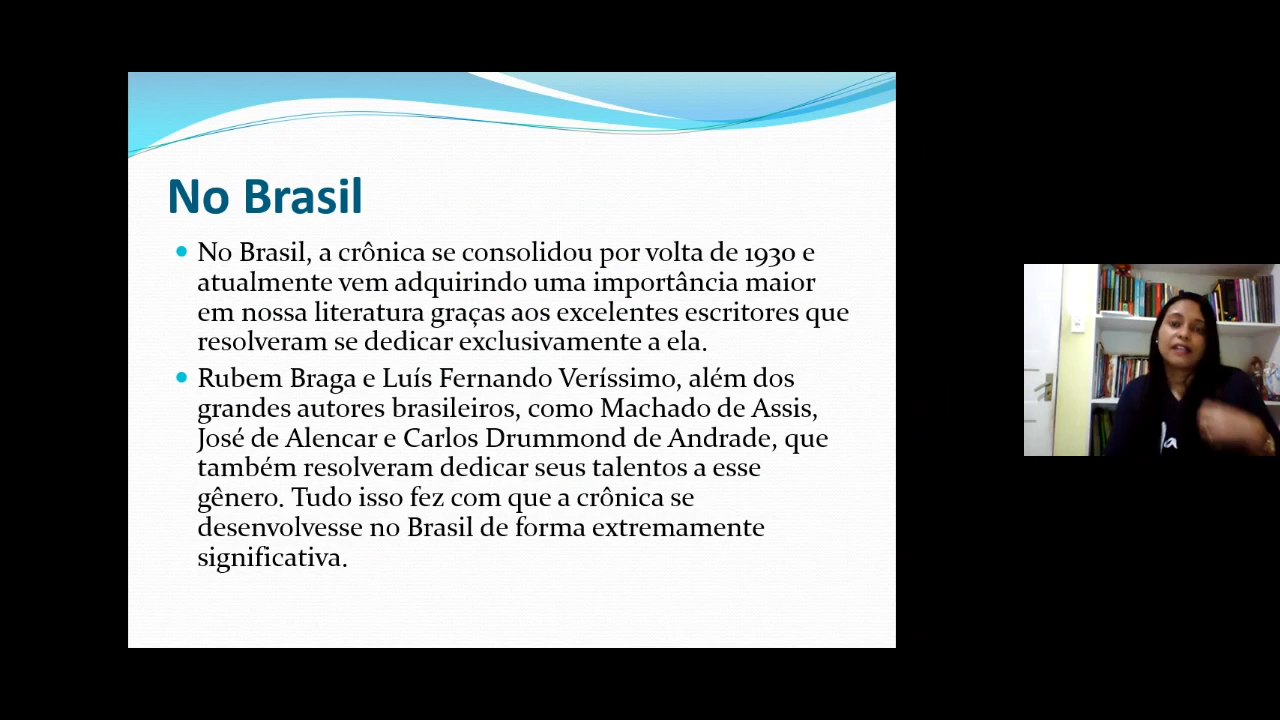 No Brasil
No Brasil, a crônica se consolidou por volta de 1930 e
atualmente vem adquirindo uma importância maior
em nossa literatura graças aos excelentes escritores que
resolveram se dedicar exclusivamente a ela.
Rubem Braga e Luís Fernando Veríssimo, além dos
grandes autores brasileiros, como Machado de Assis,
José de Alencar e Carlos Drummond de Andrade, que
também resolveram dedicar seus talentos a esse
gênero. Tudo isso fez com que a crônica se
desenvolvesse no Brasil de forma extremamente
significativa.